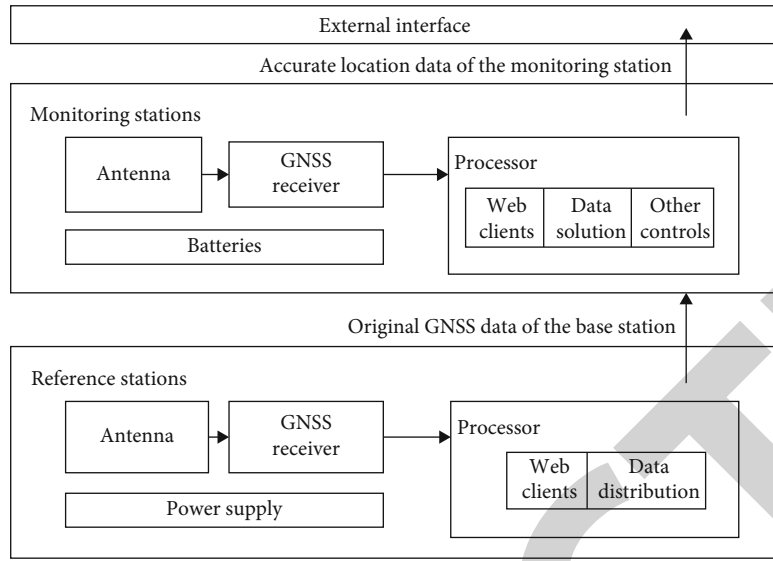 External interface
Accurate location data of the monitoring station
Monitoring stations
Antenna
GNSS
receiver
Batteries
Processor
Web
clients
Data
solution
Other
controls
Original GNSS data of the base station
Reference stations
Antenna
GNSS
receiver
Power supply
Processor
Web
clients
Data
distribution